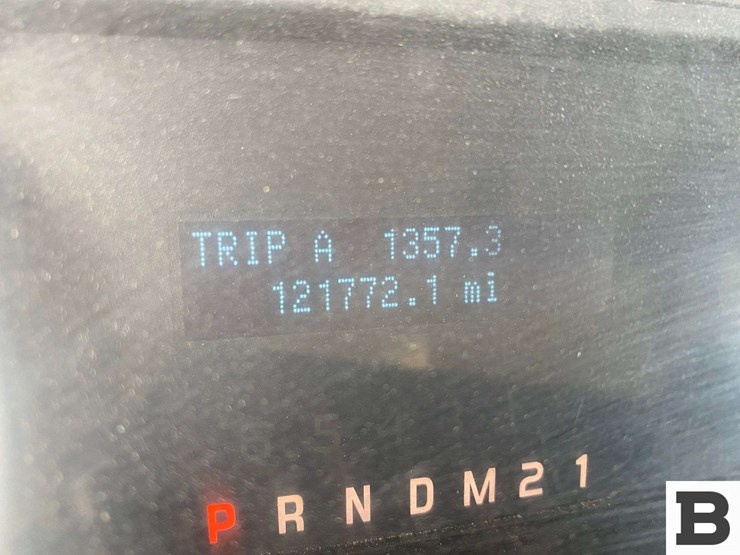 TRIP A 1357.3
121772.1 mi
P R N D M 2 1
B